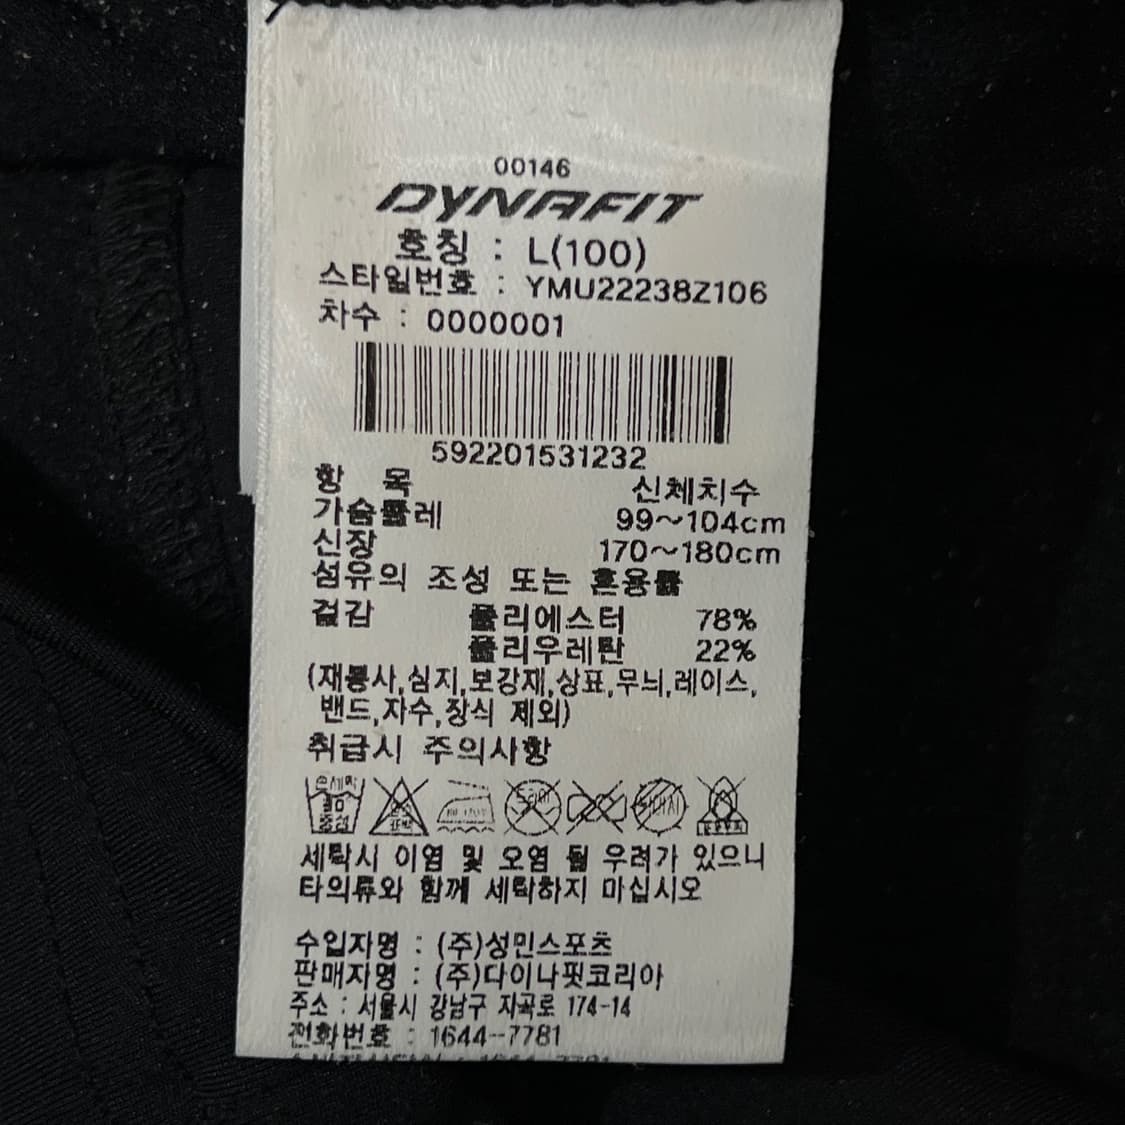 00146
DYNAFIT
호칭 : L(100)
스타일번호 : YMU22238Z106
차수 : 0000001
592201531232
항 목 신체치수
가슴둘레 99~104cm
신장 170~180cm
섬유의 조성 또는 혼용률
겉감 폴리에스터 78%
폴리우레탄 22%
(재봉사,심지,보강재,상표,무늬,레이스,
밴드,자수,장식 제외)
취급시 주의사항
손세탁
중성
세탁시 이염 및 오염 될 우려가 있으니
타의류와 함께 세탁하지 마십시오
수입자명 : (주)성민스포츠
판매자명 : (주)다이나핏코리아
주소 : 서울시 강남구 자곡로 174-14
전화번호 : 1644-7781